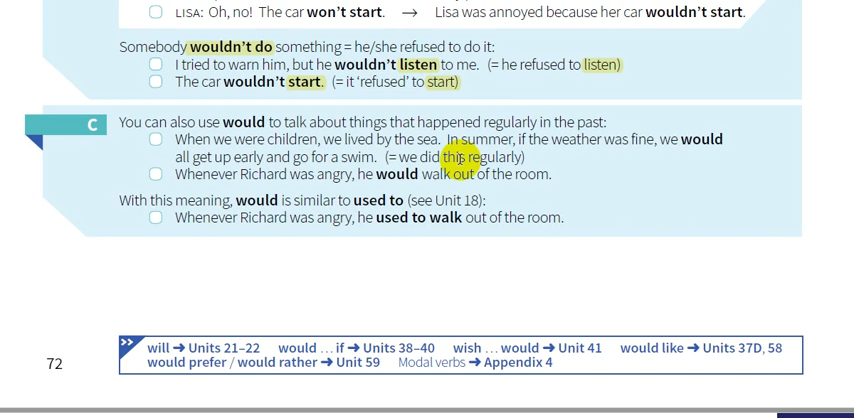 LISA: Oh, no! The car won't start. → Lisa was annoyed because her car wouldn't start.
Somebody wouldn't do something = he/she refused to do it:
I tried to warn him, but he wouldn't listen to me. (= he refused to listen)
The car wouldn't start. (= it 'refused' to start)
C
You can also use would to talk about things that happened regularly in the past:
When we were children, we lived by the sea. In summer, if the weather was fine, we would
all get up early and go for a swim. (= we did this regularly)
Whenever Richard was angry, he would walk out of the room.
With this meaning, would is similar to used to (see Unit 18):
Whenever Richard was angry, he used to walk out of the room.
72
>> will ➜ Units 21–22 would … if ➜ Units 38–40 wish … would ➜ Unit 41 would like ➜ Units 37D, 58
would prefer / would rather ➜ Unit 59 Modal verbs ➜ Appendix 4